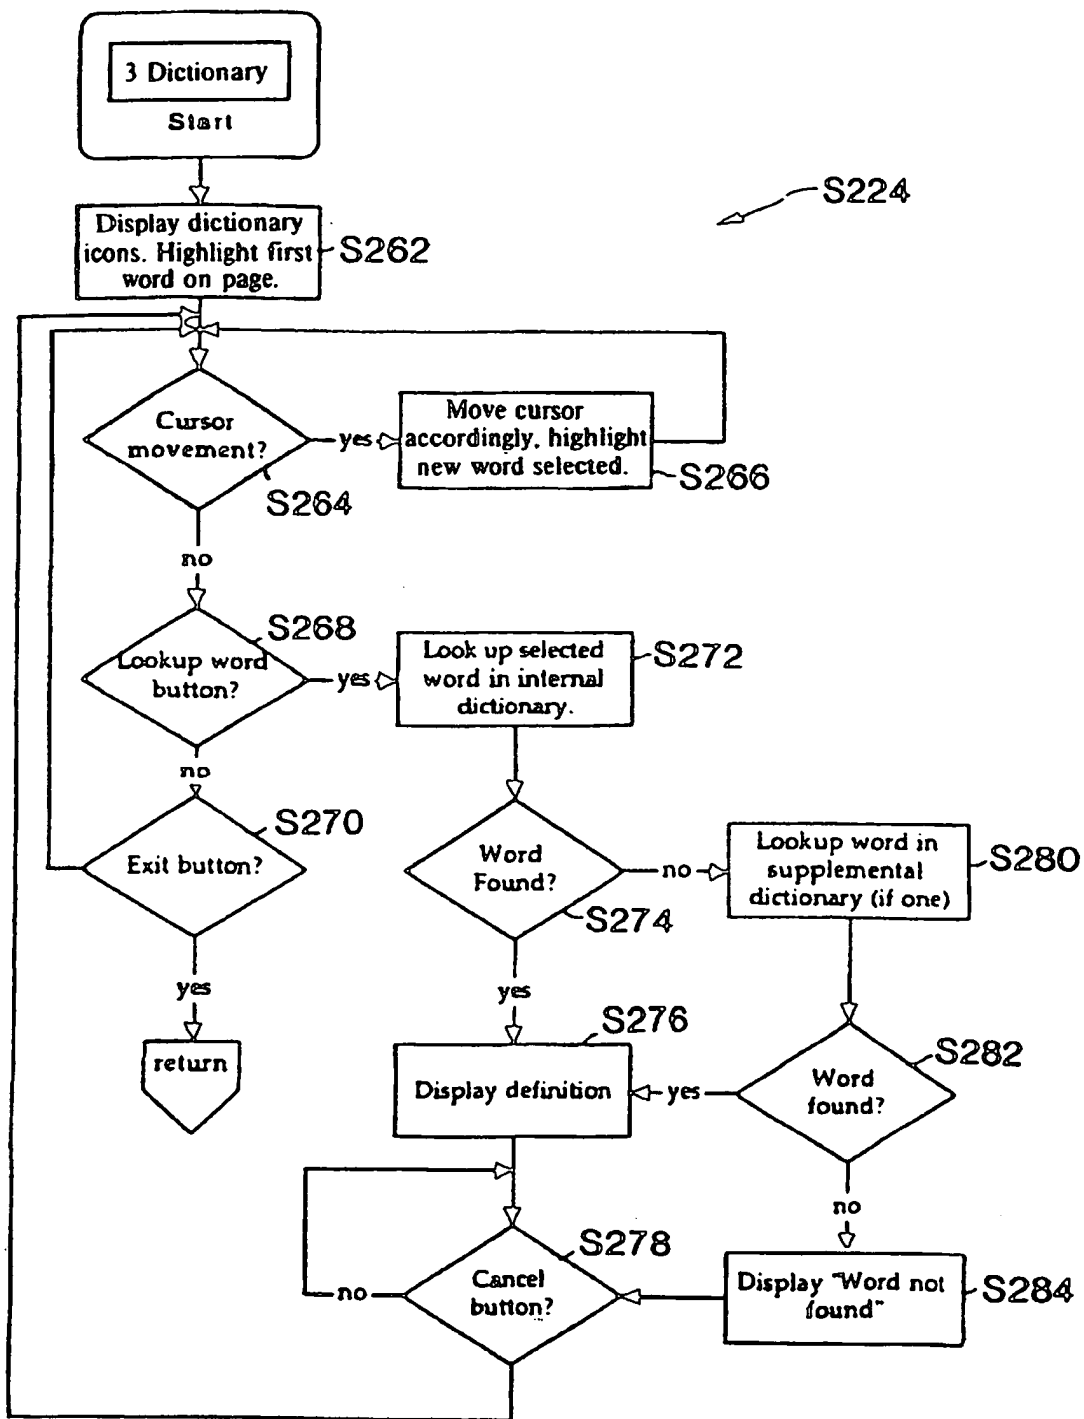 3 Dictionary
Start
S224
Display dictionary
icons. Highlight first
word on page.
S262
Cursor
movement?
S264
yes
Move cursor
accordingly, highlight
new word selected.
S266
no
Lookup word
button?
S268
yes
Look up selected
word in internal
dictionary.
S272
no
Exit button?
S270
Word
Found?
S274
no
Lookup word in
supplemental
dictionary (if one)
S280
yes
return
yes
Display definition
S276
yes
Word
found?
S282
no
Cancel
button?
S278
no
Display "Word not
found"
S284